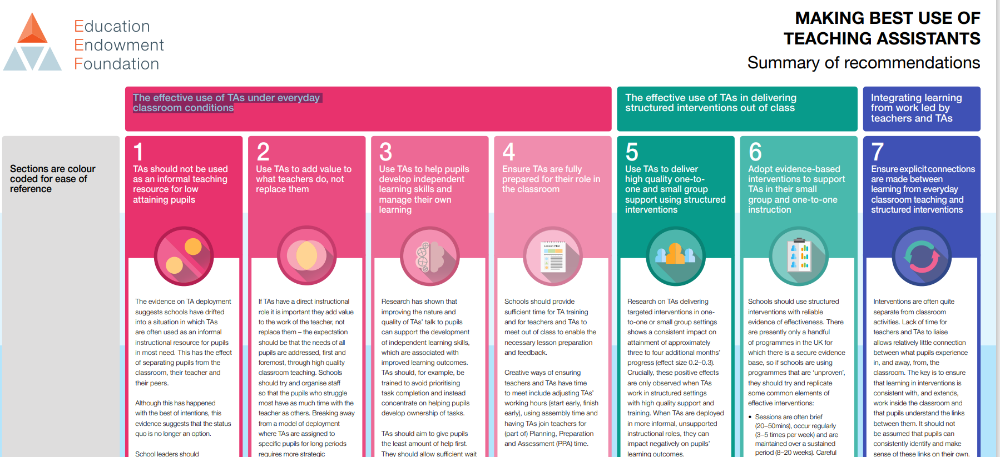 Education
Endowment
Foundation
MAKING BEST USE OF
TEACHING ASSISTANTS
Summary of recommendations
The effective use of TAs under everyday
classroom conditions
The effective use of TAs in delivering
structured interventions out of class
Integrating learning
from work led by
teachers and TAs
Sections are colour
coded for ease of
reference
1
TAs should not be used
as an informal teaching
resource for low
attaining pupils
The evidence on TA deployment
suggests schools have drifted
into a situation in which TAs
are often used as an informal
instructional resource for pupils
in most need. This has the effect
of separating pupils from the
classroom, their teacher and
their peers.
Although this has happened
with the best of intentions, this
evidence suggests that the status
quo is no longer an option.
School leaders should
2
Use TAs to add value to
what teachers do, not
replace them
If TAs have a direct instructional
role it is important they add value
to the work of the teacher, not
replace them – the expectation
should be that the needs of all
pupils are addressed, first and
foremost, through high quality
classroom teaching. Schools
should try and organise staff
so that the pupils who struggle
most have as much time with the
teacher as others. Breaking away
from a model of deployment
where TAs are assigned to
specific pupils for long periods
requires more strategic
3
Use TAs to help pupils
develop independent
learning skills and
manage their own
learning
Research has shown that
improving the nature and
quality of TAs' talk to pupils
can support the development
of independent learning skills,
which are associated with
improved learning outcomes.
TAs should, for example, be
trained to avoid prioritising
task completion and instead
concentrate on helping pupils
develop ownership of tasks.
TAs should aim to give pupils
the least amount of help first.
They should allow sufficient wait
4
Ensure TAs are fully
prepared for their role in
the classroom
Lesson Plan
Schools should provide
sufficient time for TA training
and for teachers and TAs to
meet out of class to enable the
necessary lesson preparation
and feedback.
Creative ways of ensuring
teachers and TAs have time
to meet include adjusting TAs'
working hours (start early, finish
early), using assembly time and
having TAs join teachers for
(part of) Planning, Preparation
and Assessment (PPA) time.
5
Use TAs to deliver
high quality one-to-
one and small group
support using structured
interventions
Research on TAs delivering
targeted interventions in one-
to-one or small group settings
shows a consistent impact on
attainment of approximately
three to four additional months'
progress (effect size 0.2–0.3).
Crucially, these positive effects
are only observed when TAs
work in structured settings
with high quality support and
training. When TAs are deployed
in more informal, unsupported
instructional roles, they can
impact negatively on pupils'
learning outcomes.
6
Adopt evidence-based
interventions to support
TAs in their small
group and one-to-one
instruction
Schools should use structured
interventions with reliable
evidence of effectiveness. There
are presently only a handful
of programmes in the UK for
which there is a secure evidence
base, so if schools are using
programmes that are 'unproven',
they should try and replicate
some common elements of
effective interventions:
• Sessions are often brief
(20–50mins), occur regularly
(3–5 times per week) and are
maintained over a sustained
period (8–20 weeks). Careful
7
Ensure explicit connections
are made between
learning from everyday
classroom teaching and
structured interventions
Interventions are often quite
separate from classroom
activities. Lack of time for
teachers and TAs to liaise
allows relatively little connection
between what pupils experience
in, and away, from, the
classroom. The key is to ensure
that learning in interventions is
consistent with, and extends,
work inside the classroom and
that pupils understand the links
between them. It should not
be assumed that pupils can
consistently identify and make
sense of these links on their own.